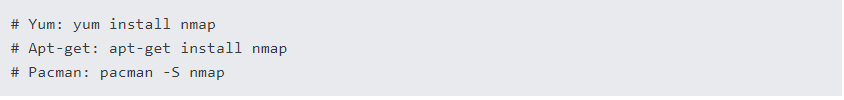 # Yum: yum install nmap
# Apt-get: apt-get install nmap
# Pacman: pacman -S nmap